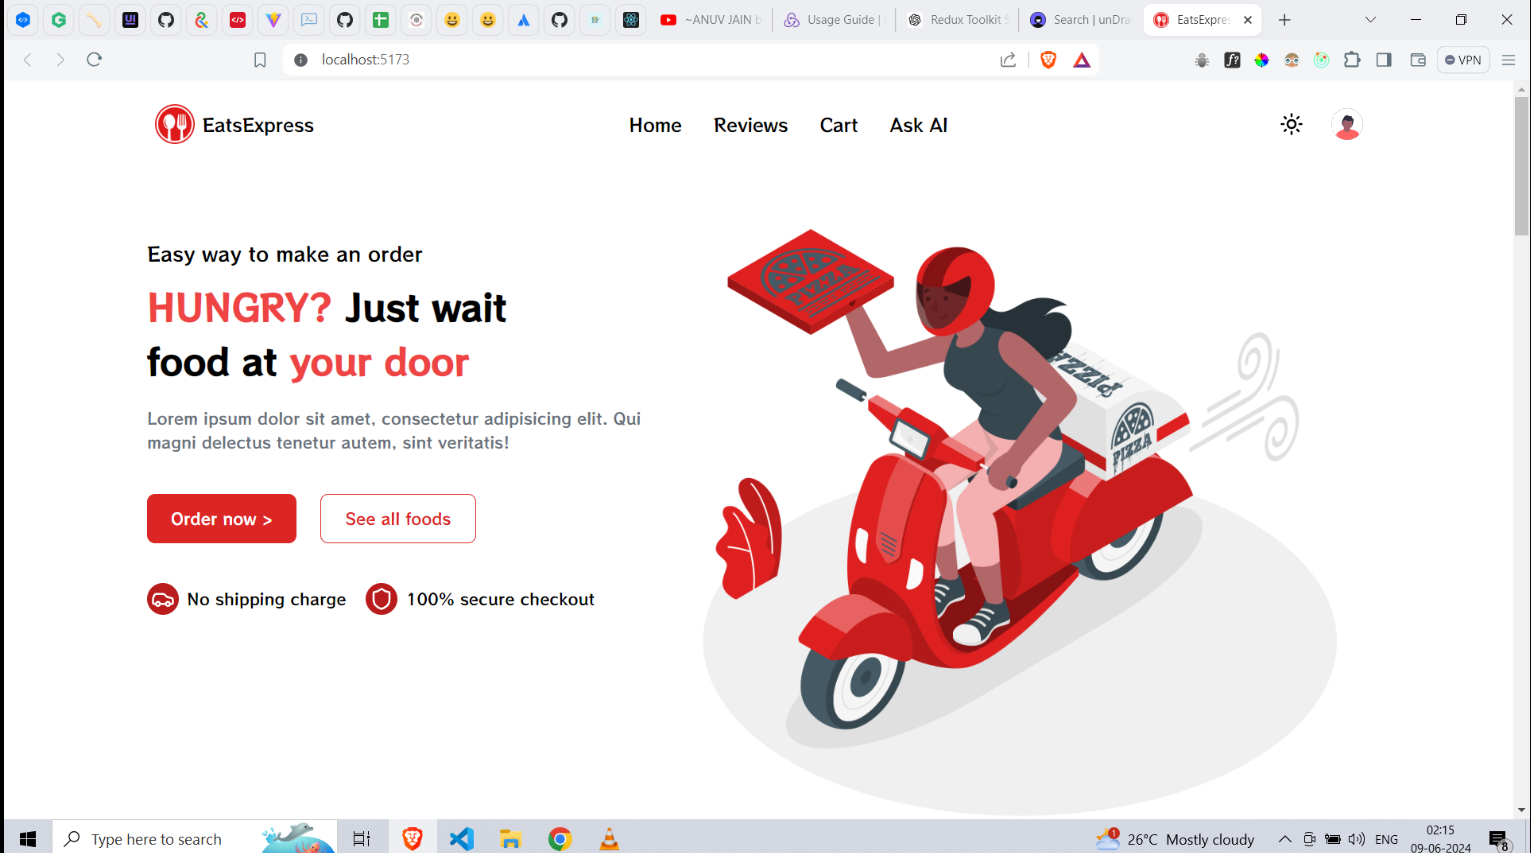 ~ANUV JAIN b
Usage Guide |
Redux Toolkit S
Search | unDra
EatsExpres
localhost:5173
VPN
EatsExpress
Home
Reviews
Cart
Ask AI
Easy way to make an order
HUNGRY? Just wait
food at your door
Lorem ipsum dolor sit amet, consectetur adipisicing elit. Qui
magni delectus tenetur autem, sint veritatis!
Order now >
See all foods
No shipping charge
100% secure checkout
PIZZA
PIZZA
PIZZA
Type here to search
1
26°C Mostly cloudy
ENG
02:15
09-06-2024
8